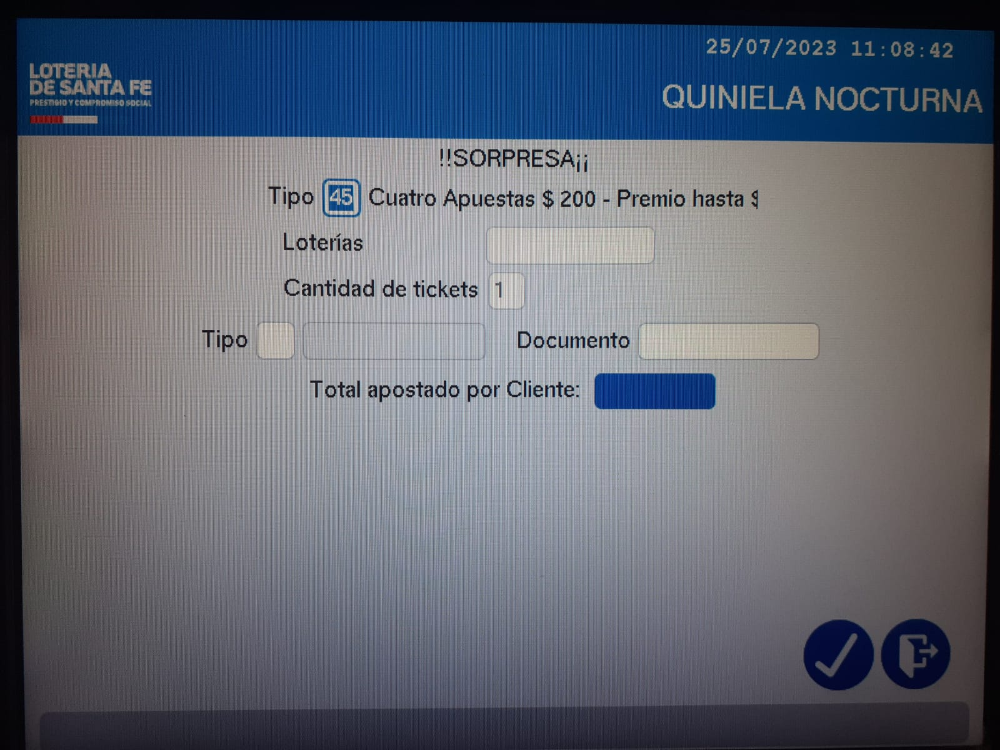 25/07/2023 11:08:42
LOTERIA
DE SANTA FE
PRESTIGIO Y COMPROMISO SOCIAL
QUINIELA NOCTURNA
!!SORPRESA¡¡
Tipo 45 Cuatro Apuestas $ 200 - Premio hasta $
Loterías
Cantidad de tickets 1
Tipo Documento
Total apostado por Cliente: